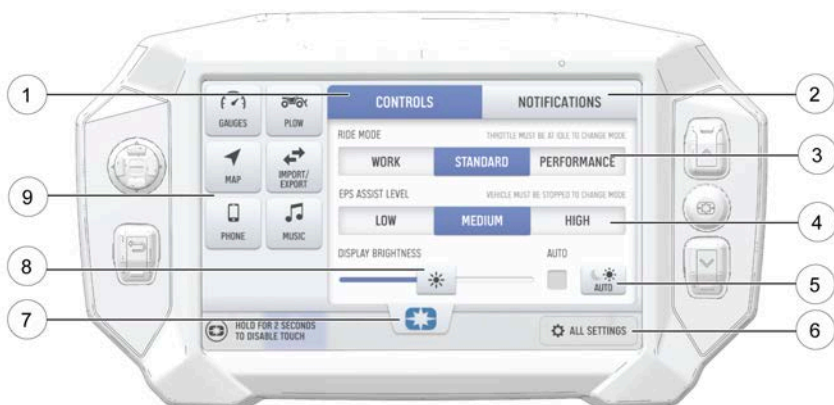 CONTROLS
NOTIFICATIONS
GAUGES
PLOW
RIDE MODE
THROTTLE MUST BE AT IDLE TO CHANGE MODE
WORK
STANDARD
PERFORMANCE
MAP
IMPORT/
EXPORT
EPS ASSIST LEVEL
VEHICLE MUST BE STOPPED TO CHANGE MODE
LOW
MEDIUM
HIGH
PHONE
MUSIC
DISPLAY BRIGHTNESS
AUTO
AUTO
HOLD FOR 2 SECONDS
TO DISABLE TOUCH
ALL SETTINGS
1
2
3
4
5
6
7
8
9